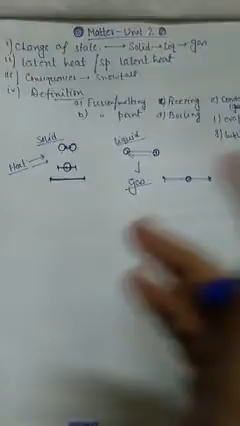 Matter - Unit 2
i) Change of state. → Solid → Liq → gas
ii) latent heat / sp. latent heat
iii) Consequences → Snowfall
iv) Definition
a) Fusion/melting c) Freezing e)
b) " point d) Boiling f)
Solid Liquid
Heat
Gas